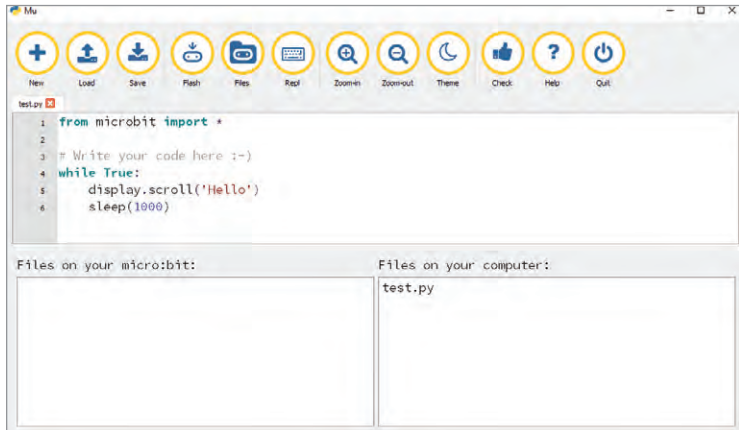 Mu
New Load Save Flash Files Repl Zoom-in Zoom-out Theme Check Help Quit
test.py
1 from microbit import *
2
3 # Write your code here :-)
4 while True:
5     display.scroll('Hello')
6     sleep(1000)
Files on your micro:bit: Files on your computer:
test.py